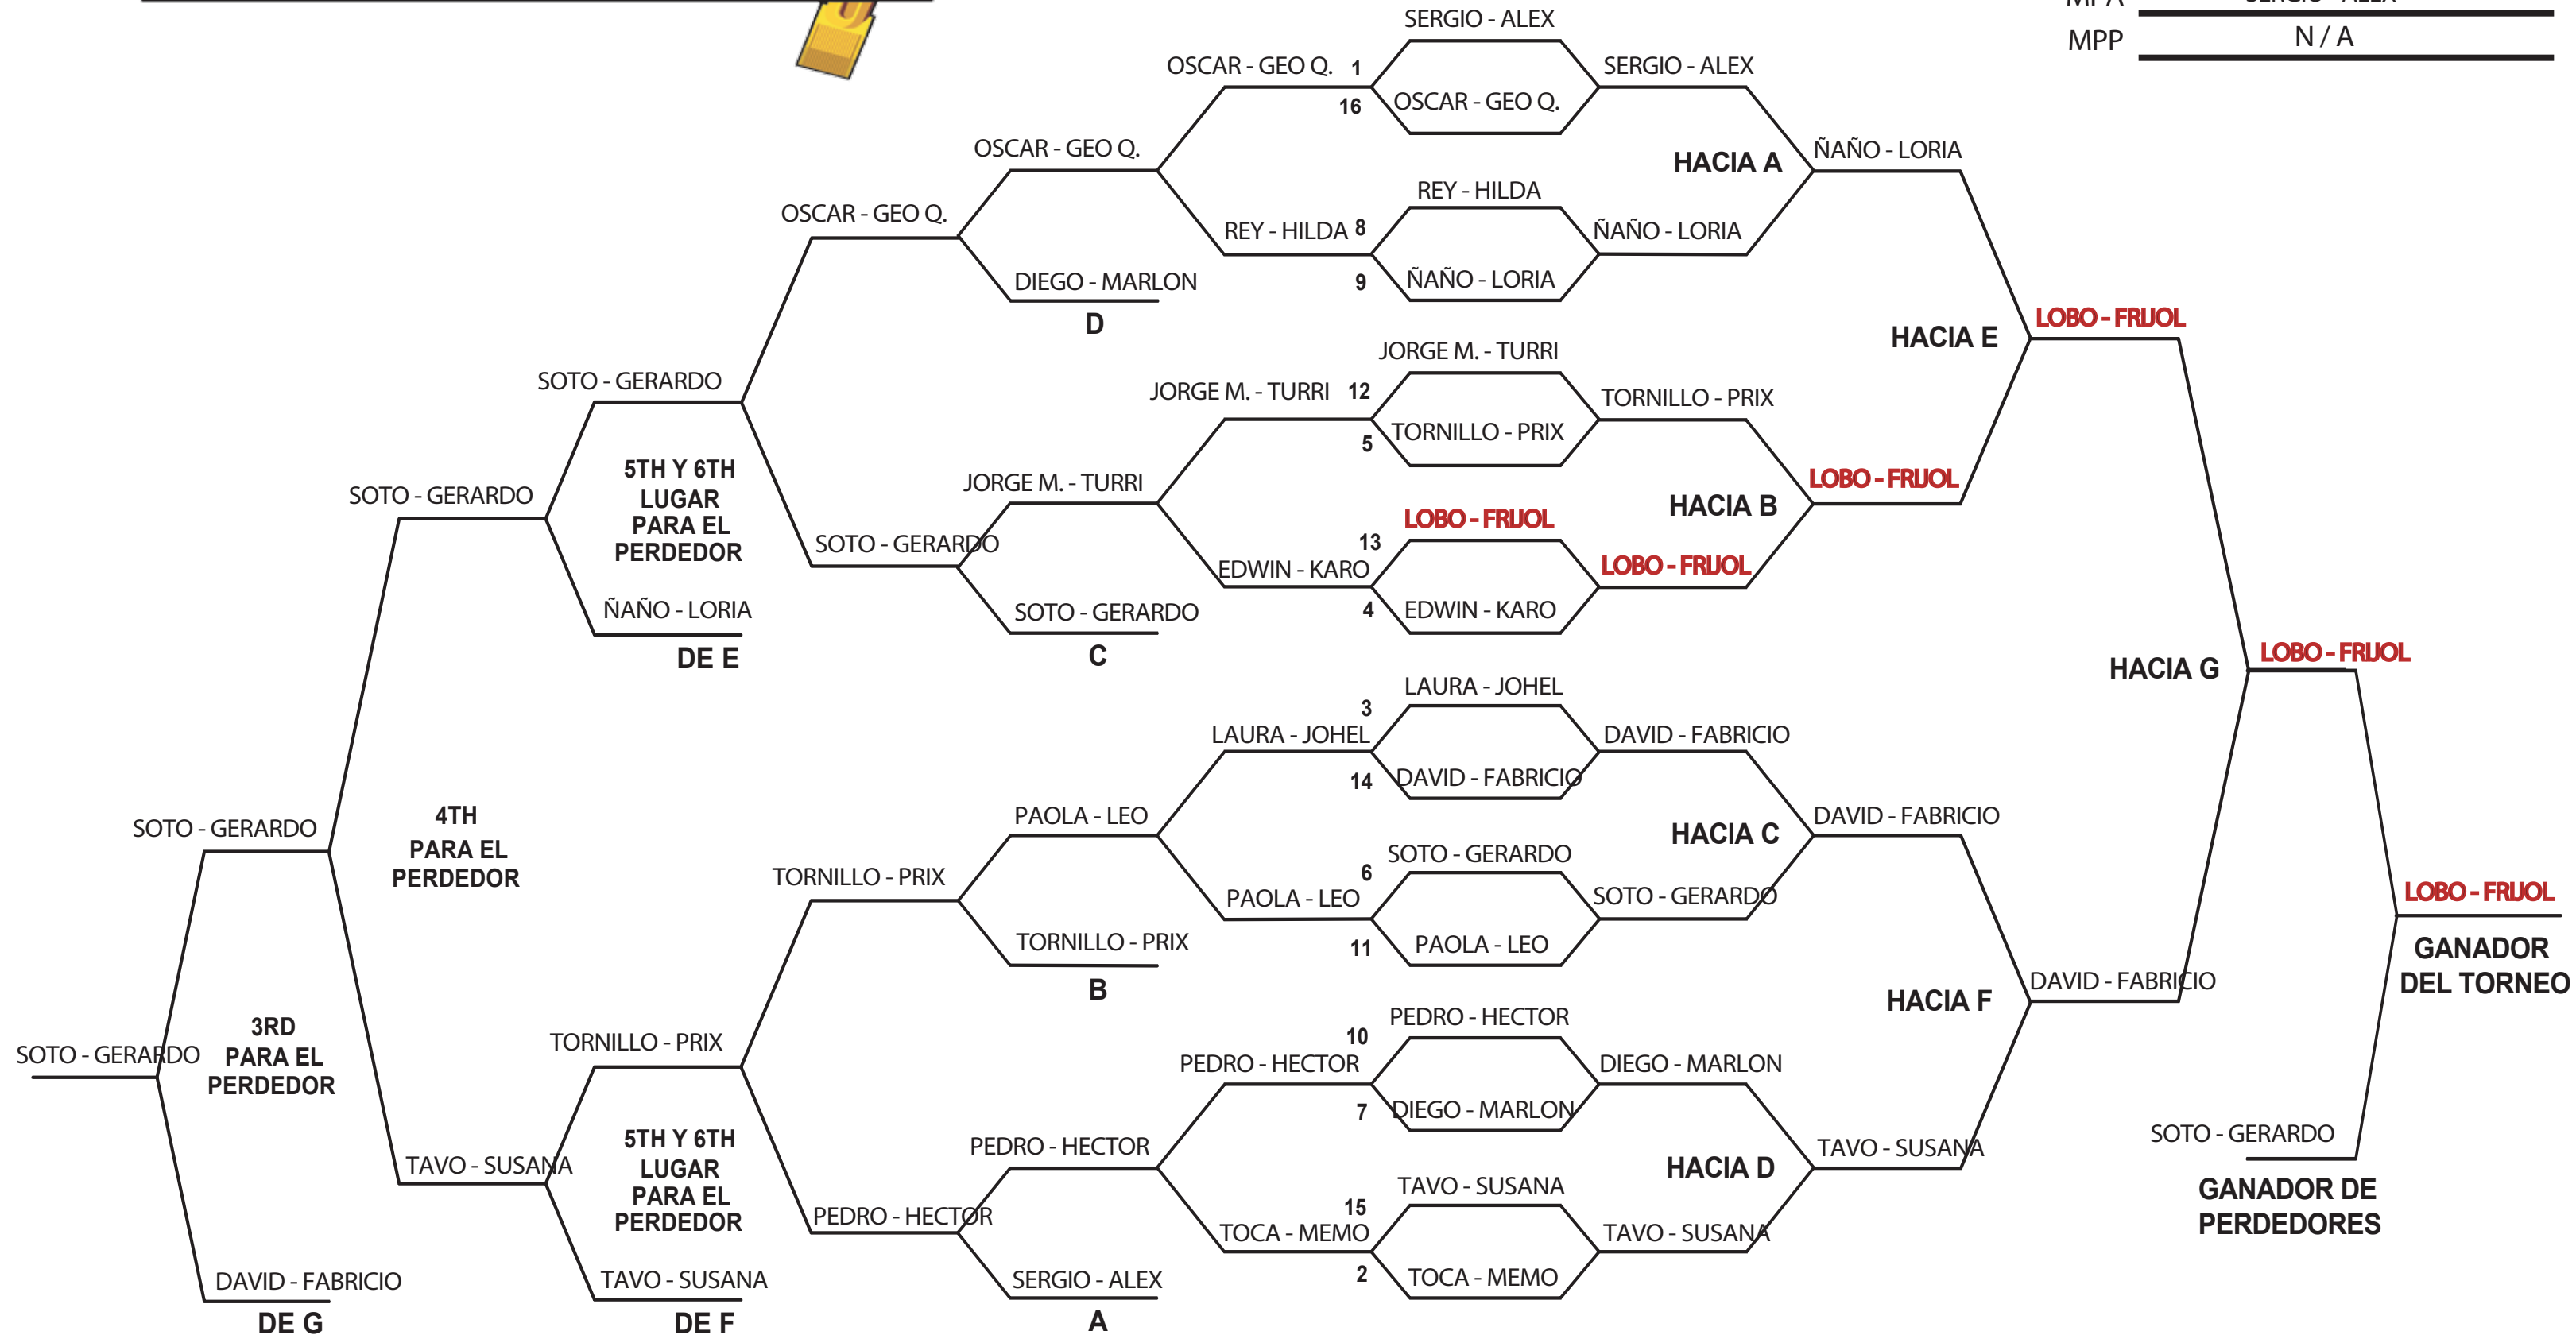 MPA SERGIO - ALEX
MPP N / A
SERGIO - ALEX
OSCAR - GEO Q. 1 SERGIO - ALEX
16 OSCAR - GEO Q.
OSCAR - GEO Q. HACIA A ÑAÑO - LORIA
REY - HILDA
OSCAR - GEO Q. REY - HILDA 8 ÑAÑO - LORIA
DIEGO - MARLON 9 ÑAÑO - LORIA
D LOBO - FRIJOL
HACIA E
JORGE M. - TURRI
SOTO - GERARDO JORGE M. - TURRI 12 TORNILLO - PRIX
5 TORNILLO - PRIX
5TH Y 6TH
LUGAR
PARA EL
PERDEDOR
SOTO - GERARDO JORGE M. - TURRI LOBO - FRIJOL
HACIA B
LOBO - FRIJOL
SOTO - GERARDO 13
EDWIN - KARO LOBO - FRIJOL
ÑAÑO - LORIA SOTO - GERARDO 4 EDWIN - KARO
DE E C HACIA G LOBO - FRIJOL
LAURA - JOHEL
3
LAURA - JOHEL DAVID - FABRICIO
14 DAVID - FABRICIO
SOTO - GERARDO PAOLA - LEO HACIA C DAVID - FABRICIO
4TH
PARA EL
PERDEDOR
SOTO - GERARDO
6
TORNILLO - PRIX PAOLA - LEO SOTO - GERARDO LOBO - FRIJOL
TORNILLO - PRIX 11 PAOLA - LEO GANADOR
DEL TORNEO
B HACIA F DAVID - FABRICIO
3RD
PARA EL
PERDEDOR
SOTO - GERARDO
PEDRO - HECTOR
10
TORNILLO - PRIX PEDRO - HECTOR DIEGO - MARLON
7 DIEGO - MARLON
5TH Y 6TH
LUGAR
PARA EL
PERDEDOR
TAVO - SUSANA PEDRO - HECTOR HACIA D TAVO - SUSANA SOTO - GERARDO
GANADOR DE
PERDEDORES
TAVO - SUSANA
15
PEDRO - HECTOR TOCA - MEMO TAVO - SUSANA
2 TOCA - MEMO
DAVID - FABRICIO TAVO - SUSANA SERGIO - ALEX
DE G DE F A